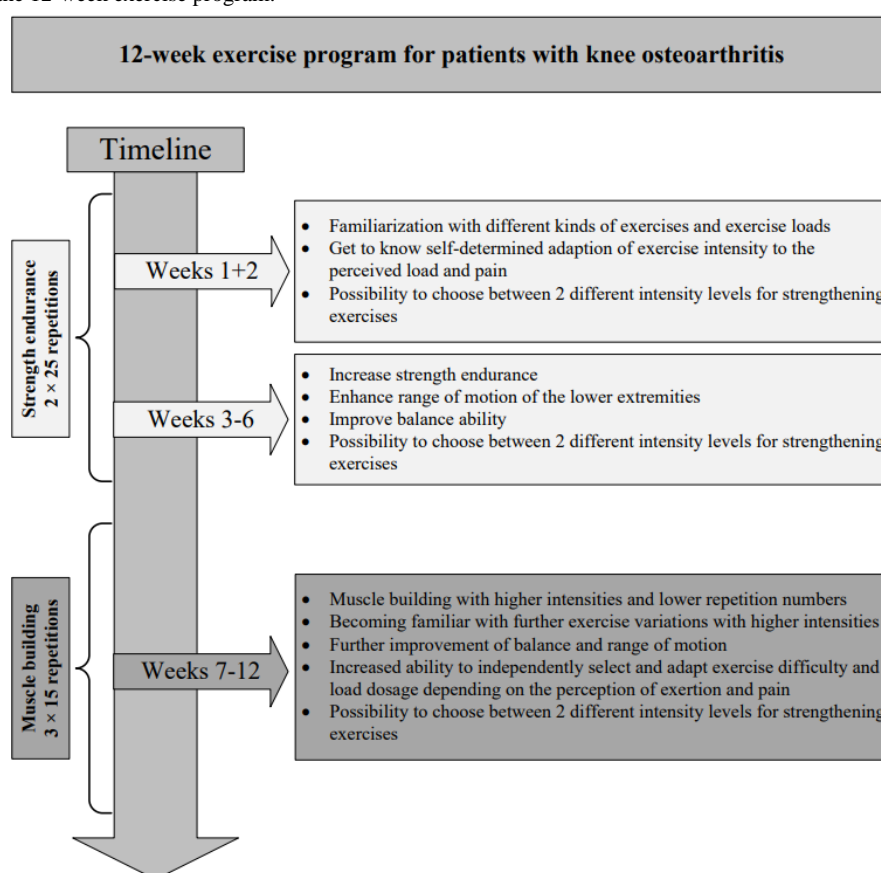 the 12-week exercise program.
12-week exercise program for patients with knee osteoarthritis
Timeline
Strength endurance
2 × 25 repetitions
Weeks 1+2
• Familiarization with different kinds of exercises and exercise loads
• Get to know self-determined adaption of exercise intensity to the
perceived load and pain
• Possibility to choose between 2 different intensity levels for strengthening
exercises
Weeks 3-6
• Increase strength endurance
• Enhance range of motion of the lower extremities
• Improve balance ability
• Possibility to choose between 2 different intensity levels for strengthening
exercises
Muscle building
3 × 15 repetitions
Weeks 7-12
• Muscle building with higher intensities and lower repetition numbers
• Becoming familiar with further exercise variations with higher intensities
• Further improvement of balance and range of motion
• Increased ability to independently select and adapt exercise difficulty and
load dosage depending on the perception of exertion and pain
• Possibility to choose between 2 different intensity levels for strengthening
exercises